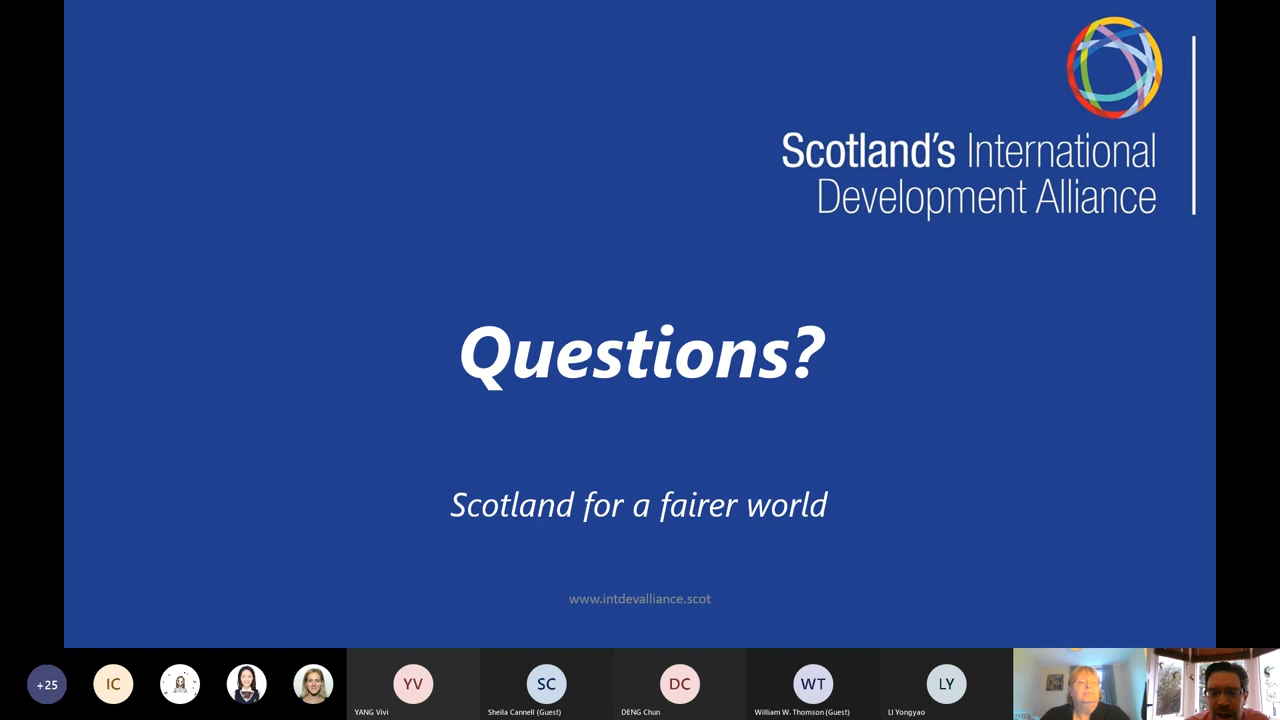 Scotland's International
Development Alliance
Questions?
Scotland for a fairer world
www.intdevalliance.scot
+25
IC
YV
SC
DC
WT
LY
YANG Vivi
Sheila Cannell (Guest)
DENG Chun
William W. Thomson (Guest)
LI Yongyao